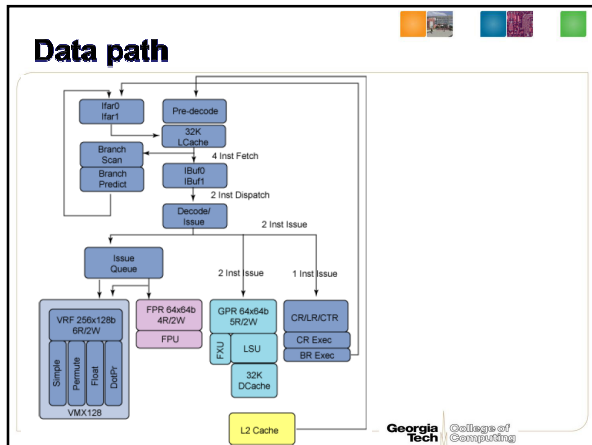 Data path
Ifar0
Ifar1
Pre-decode
32K
LCache
Branch
Scan
Branch
Predict
4 Inst Fetch
IBuf0
IBuf1
2 Inst Dispatch
Decode/
Issue
2 Inst Issue
Issue
Queue
2 Inst Issue
1 Inst Issue
VRF 256x128b
6R/2W
Simple
Permute
Float
DotPr
VMX128
FPR 64x64b
4R/2W
FPU
GPR 64x64b
5R/2W
FXU
LSU
32K
DCache
CR/LR/CTR
CR Exec
BR Exec
L2 Cache
Georgia College of
Tech Computing